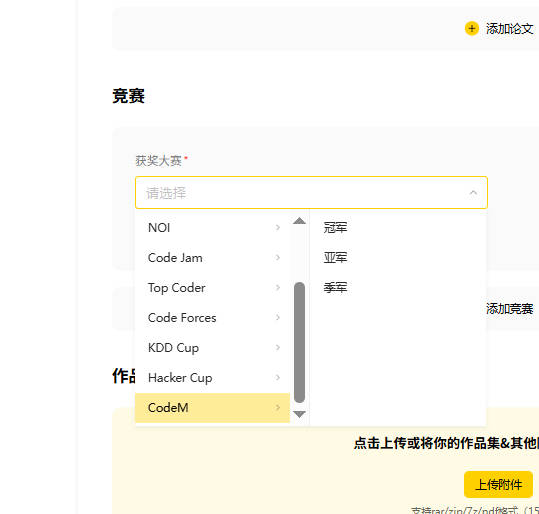 添加论文
竞赛
获奖大赛*
请选择
NOI
冠军
Code Jam
亚军
Top Coder
季军
Code Forces
添加竞赛
KDD Cup
Hacker Cup
作品
CodeM
点击上传或将你的作品集&其他
上传附件
支持rar/zip/7z/pdf格式（15